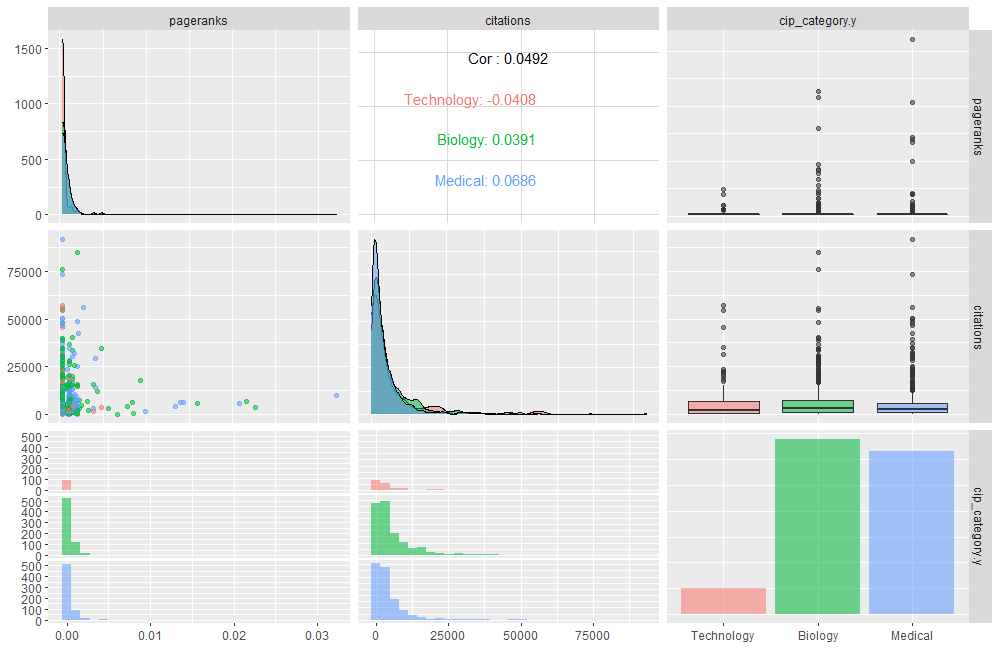 pageranks citations cip_category.y
1500
1000
500
0
Cor : 0.0492
Technology: -0.0408
Biology: 0.0391
Medical: 0.0686
pageranks
75000
50000
25000
0
citations
500
400
300
200
100
0
500
400
300
200
100
0
500
400
300
200
100
0
cip_category.y
0.00 0.01 0.02 0.03
0 25000 50000 75000
Technology Biology Medical